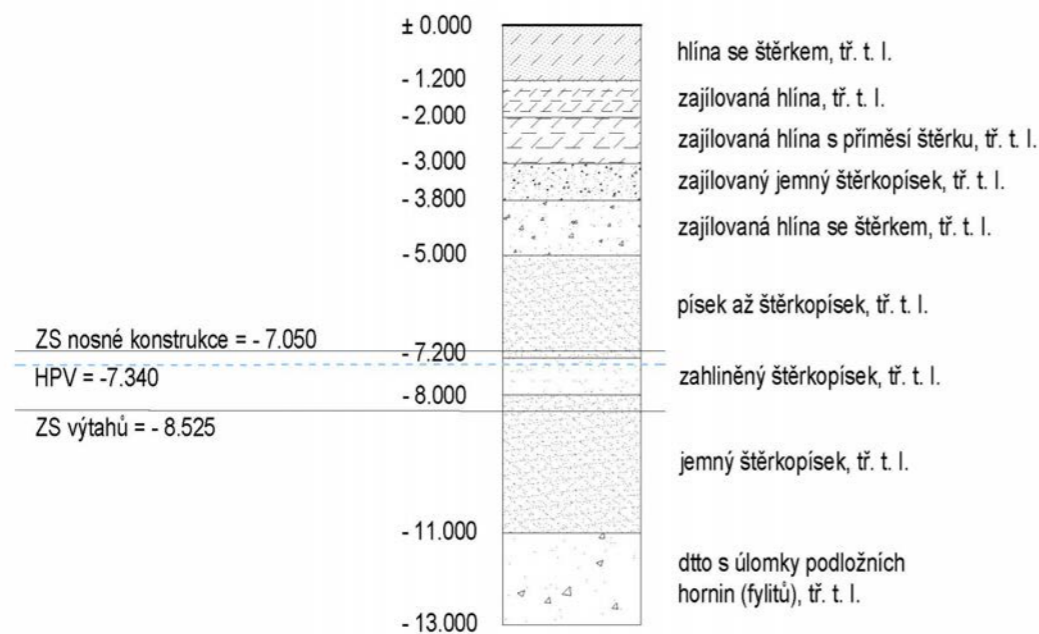 ± 0.000
hlína se štěrkem, tř. t. I.
- 1.200
zajílovaná hlína, tř. t. I.
- 2.000
zajílovaná hlína s příměsí štěrku, tř. t. I.
- 3.000
zajílovaný jemný štěrkopísek, tř. t. I.
- 3.800
zajílovaná hlína se štěrkem, tř. t. I.
- 5.000
písek až štěrkopísek, tř. t. I.
ZS nosné konstrukce = - 7.050
- 7.200
HPV = -7.340
zahliněný štěrkopísek, tř. t. I.
- 8.000
ZS výtahů = - 8.525
jemný štěrkopísek, tř. t. I.
- 11.000
dtto s úlomky podložních
hornin (fylitů), tř. t. I.
- 13.000